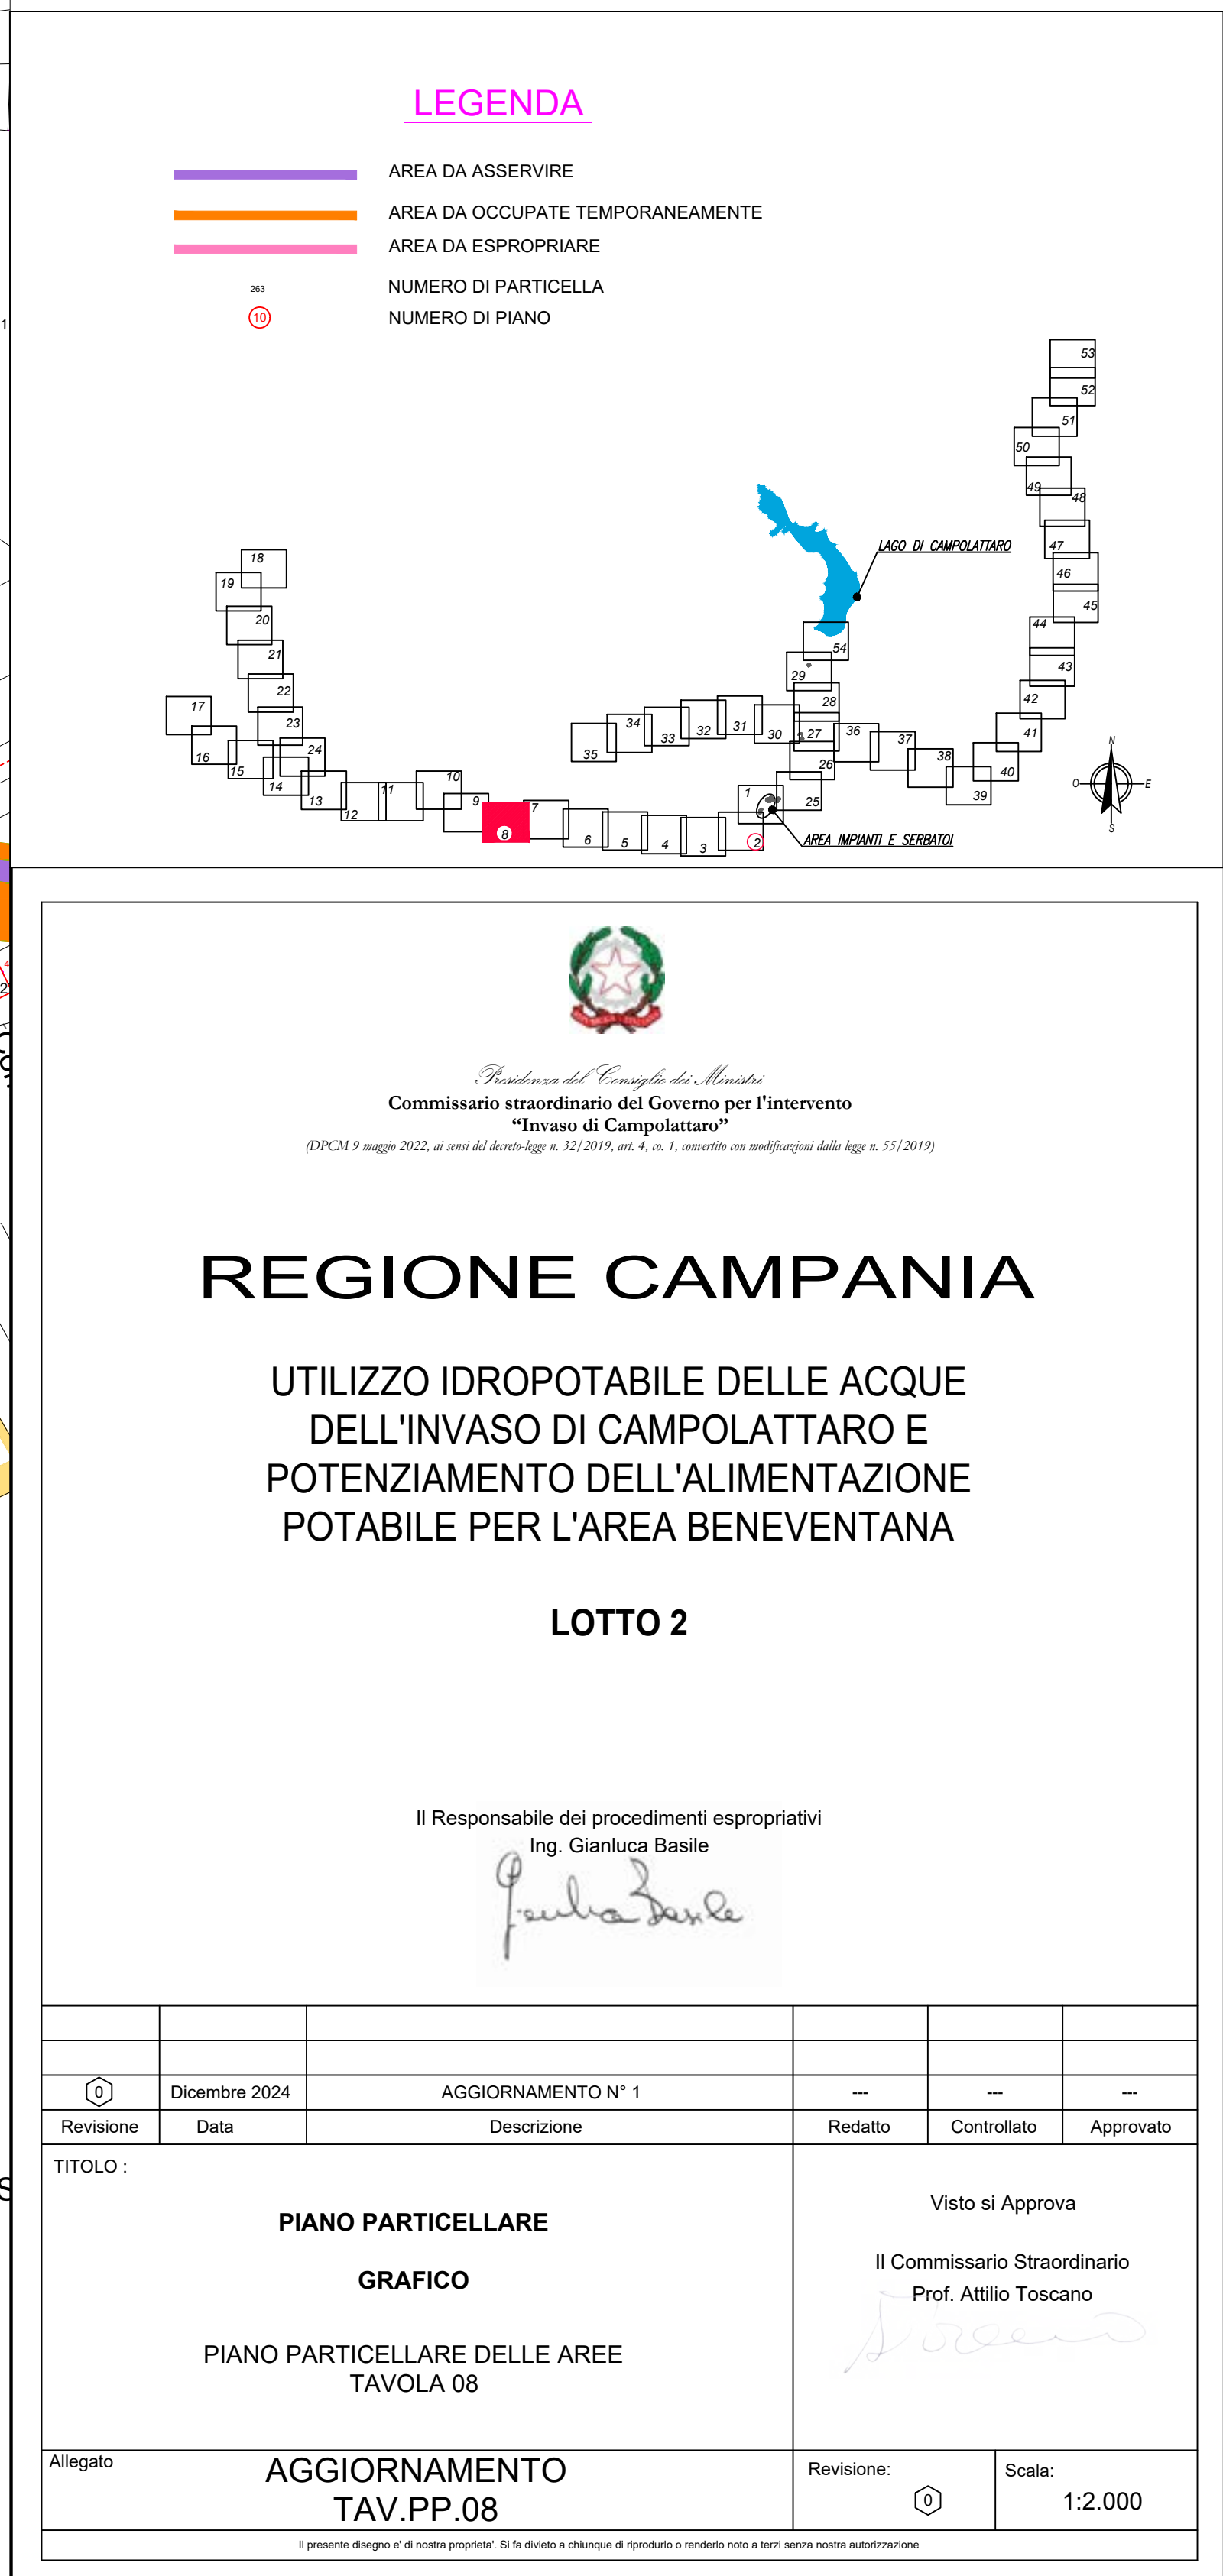 LEGENDA
AREA DA ASSERVIRE
AREA DA OCCUPATE TEMPORANEAMENTE
AREA DA ESPROPRIARE
263 NUMERO DI PARTICELLA
10 NUMERO DI PIANO
53
52
51
50
49
48
47
46
45
44
43
42
41
40
39
38
37
36
LAGO DI CAMPOLATTARO
54
29
28
27
26
25
30
31
32
33
34
35
18
19
20
21
22
23
24
17
16
15
14
13
12
11
10
9
8
7
6
5
4
3
2
1
AREA IMPIANTI E SERBATOI
N
O
E
S
Presidenza del Consiglio dei Ministri
Commissario straordinario del Governo per l'intervento
“Invaso di Campolattaro”
(DPCM 9 maggio 2022, ai sensi del decreto-legge n. 32/2019, art. 4, co. 1, convertito con modificazioni dalla legge n. 55/2019)
REGIONE CAMPANIA
UTILIZZO IDROPOTABILE DELLE ACQUE
DELL'INVASO DI CAMPOLATTARO E
POTENZIAMENTO DELL'ALIMENTAZIONE
POTABILE PER L'AREA BENEVENTANA
LOTTO 2
Il Responsabile dei procedimenti espropriativi
Ing. Gianluca Basile
0 Dicembre 2024 AGGIORNAMENTO N° 1 --- --- ---
Revisione Data Descrizione Redatto Controllato Approvato
TITOLO :
PIANO PARTICELLARE
GRAFICO
PIANO PARTICELLARE DELLE AREE
TAVOLA 08
Visto si Approva
Il Commissario Straordinario
Prof. Attilio Toscano
Allegato
AGGIORNAMENTO
TAV.PP.08
Revisione:
0
Scala:
1:2.000
Il presente disegno e' di nostra proprieta'. Si fa divieto a chiunque di riprodurlo o renderlo noto a terzi senza nostra autorizzazione